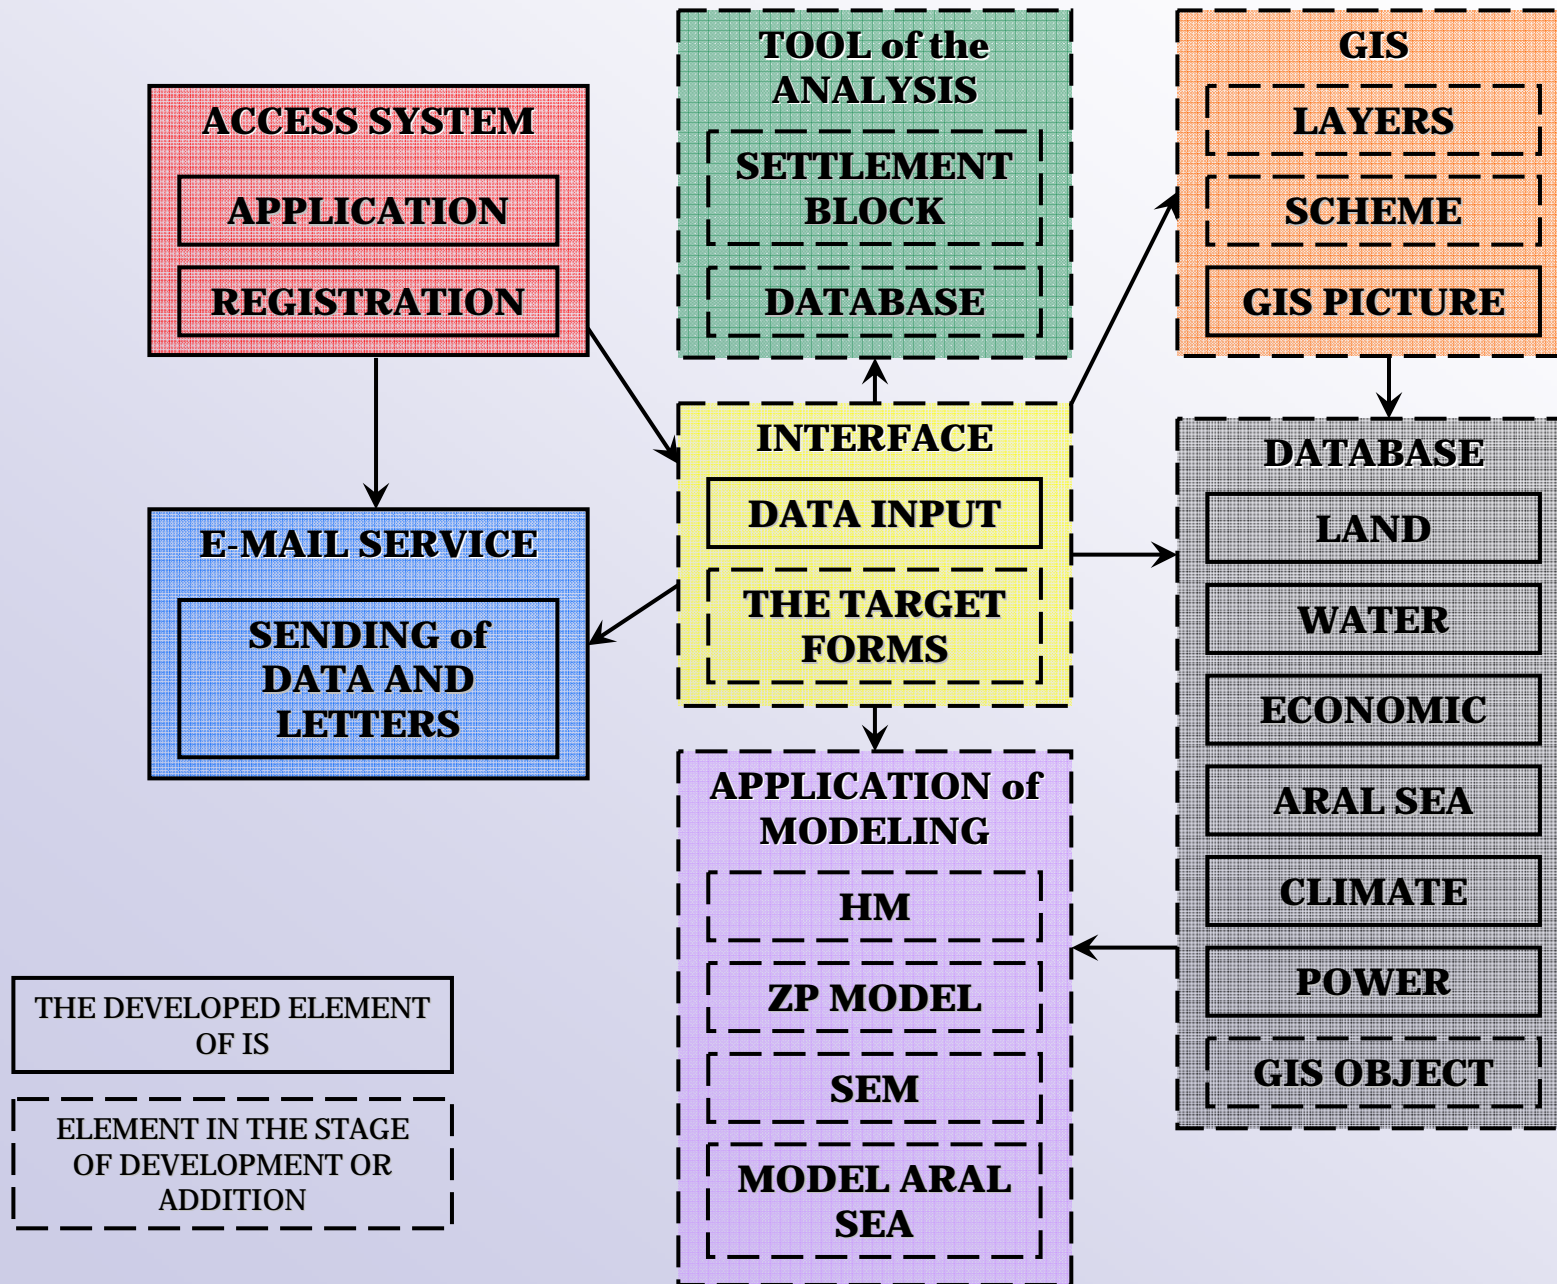 ACCESS SYSTEM
APPLICATION
REGISTRATION
E-MAIL SERVICE
SENDING of
DATA AND
LETTERS
THE DEVELOPED ELEMENT
OF IS
ELEMENT IN THE STAGE
OF DEVELOPMENT OR
ADDITION
TOOL of the
ANALYSIS
SETTLEMENT
BLOCK
DATABASE
INTERFACE
DATA INPUT
THE TARGET
FORMS
APPLICATION of
MODELING
HM
ZP MODEL
SEM
MODEL ARAL
SEA
GIS
LAYERS
SCHEME
GIS PICTURE
DATABASE
LAND
WATER
ECONOMIC
ARAL SEA
CLIMATE
POWER
GIS OBJECT